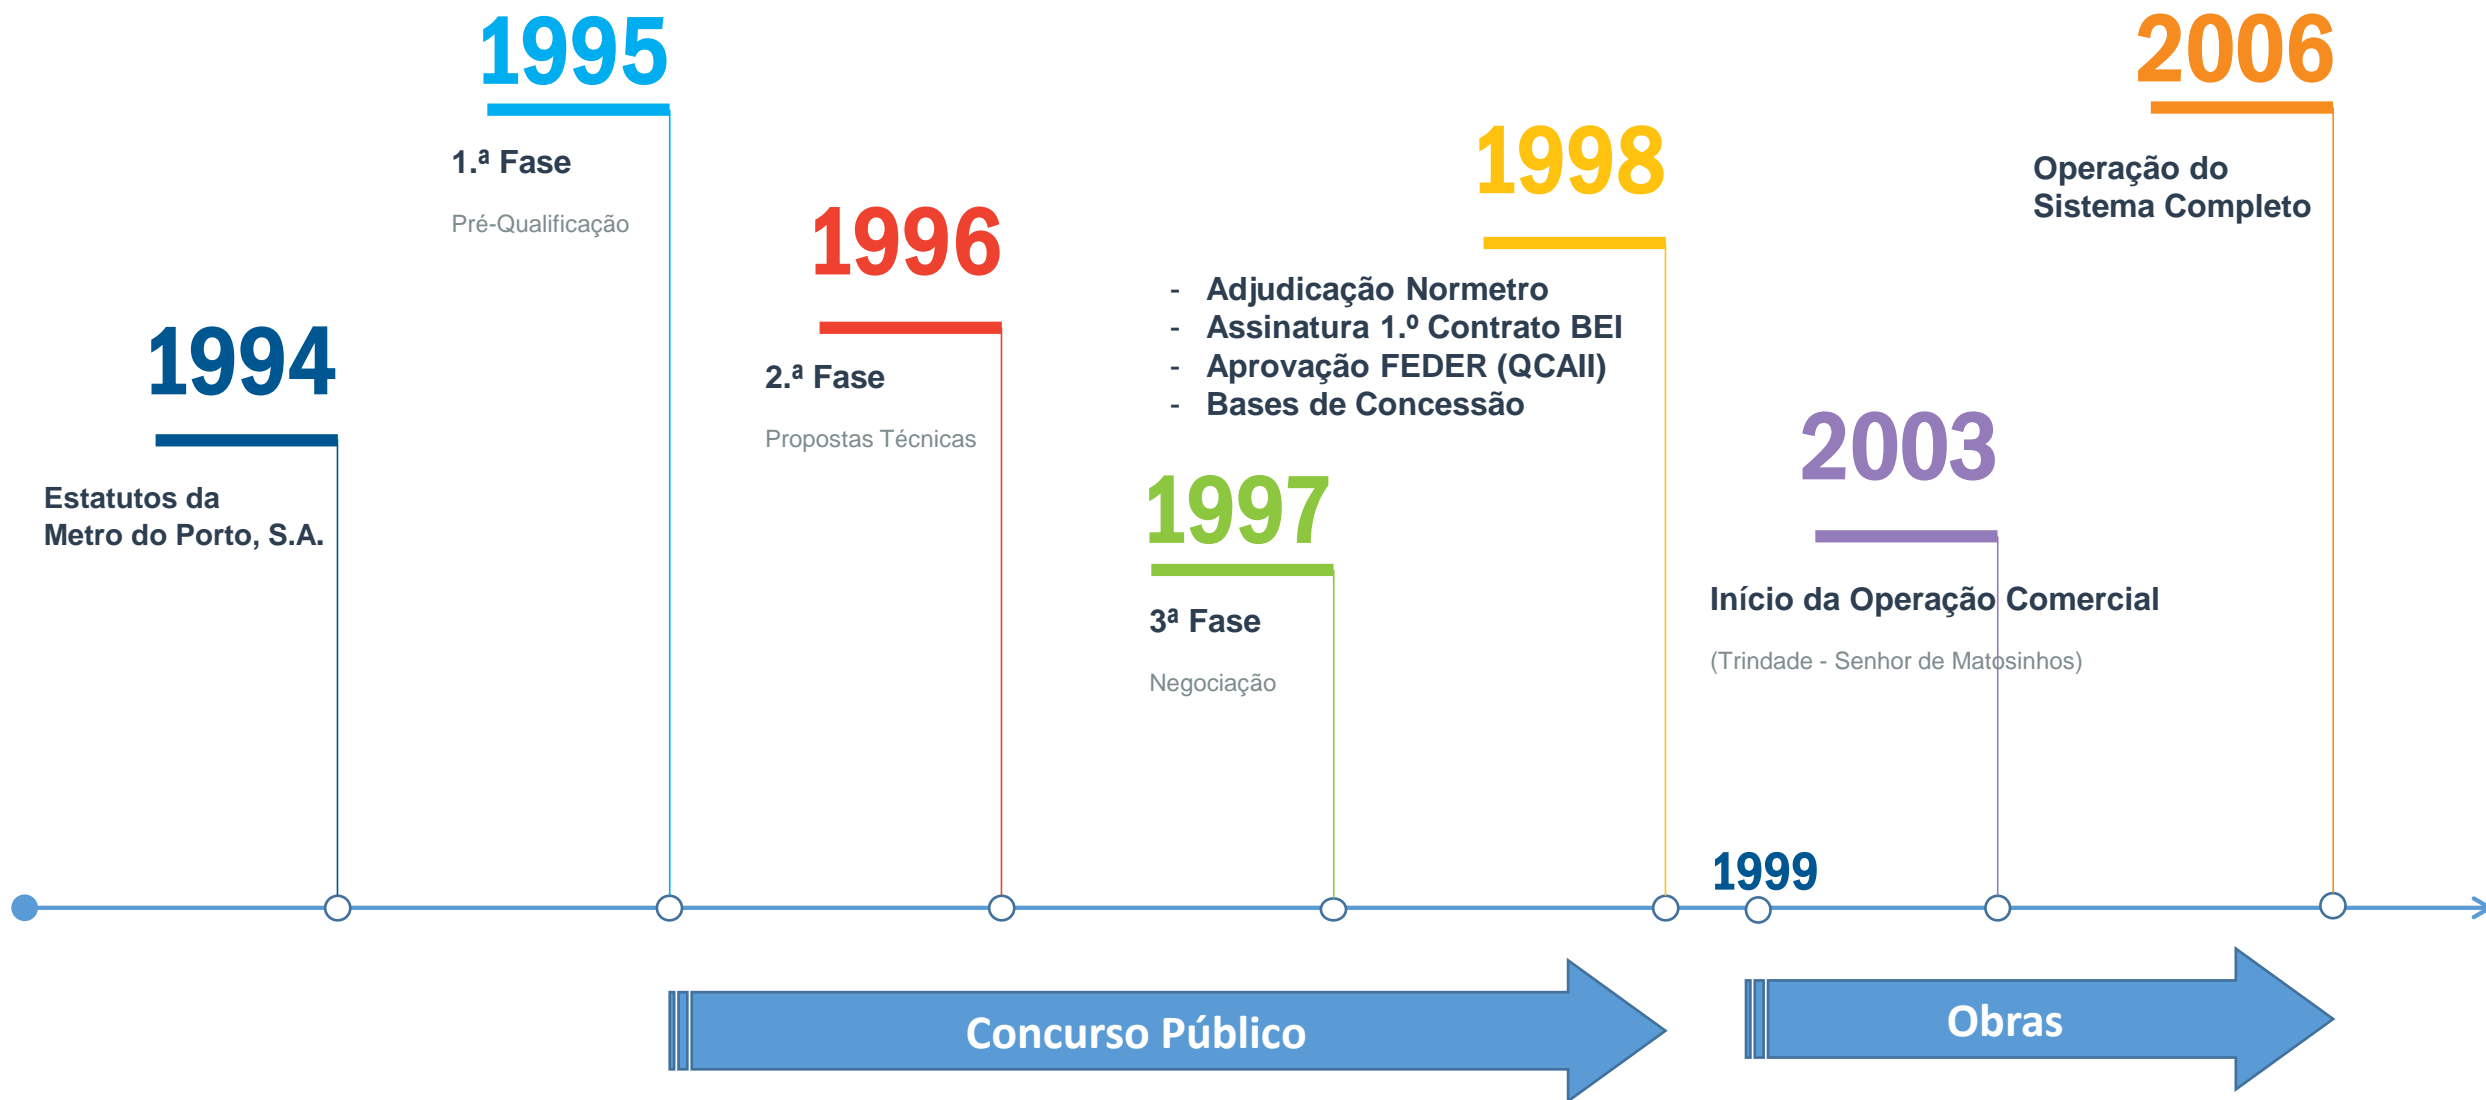 1994
Estatutos da
Metro do Porto, S.A.
1995
1.ª Fase
Pré-Qualificação
1996
2.ª Fase
Propostas Técnicas
1997
3ª Fase
Negociação
1998
- Adjudicação Normetro
- Assinatura 1.º Contrato BEI
- Aprovação FEDER (QCAII)
- Bases de Concessão
1999
2003
Início da Operação Comercial
(Trindade - Senhor de Matosinhos)
2006
Operação do
Sistema Completo
Concurso Público
Obras